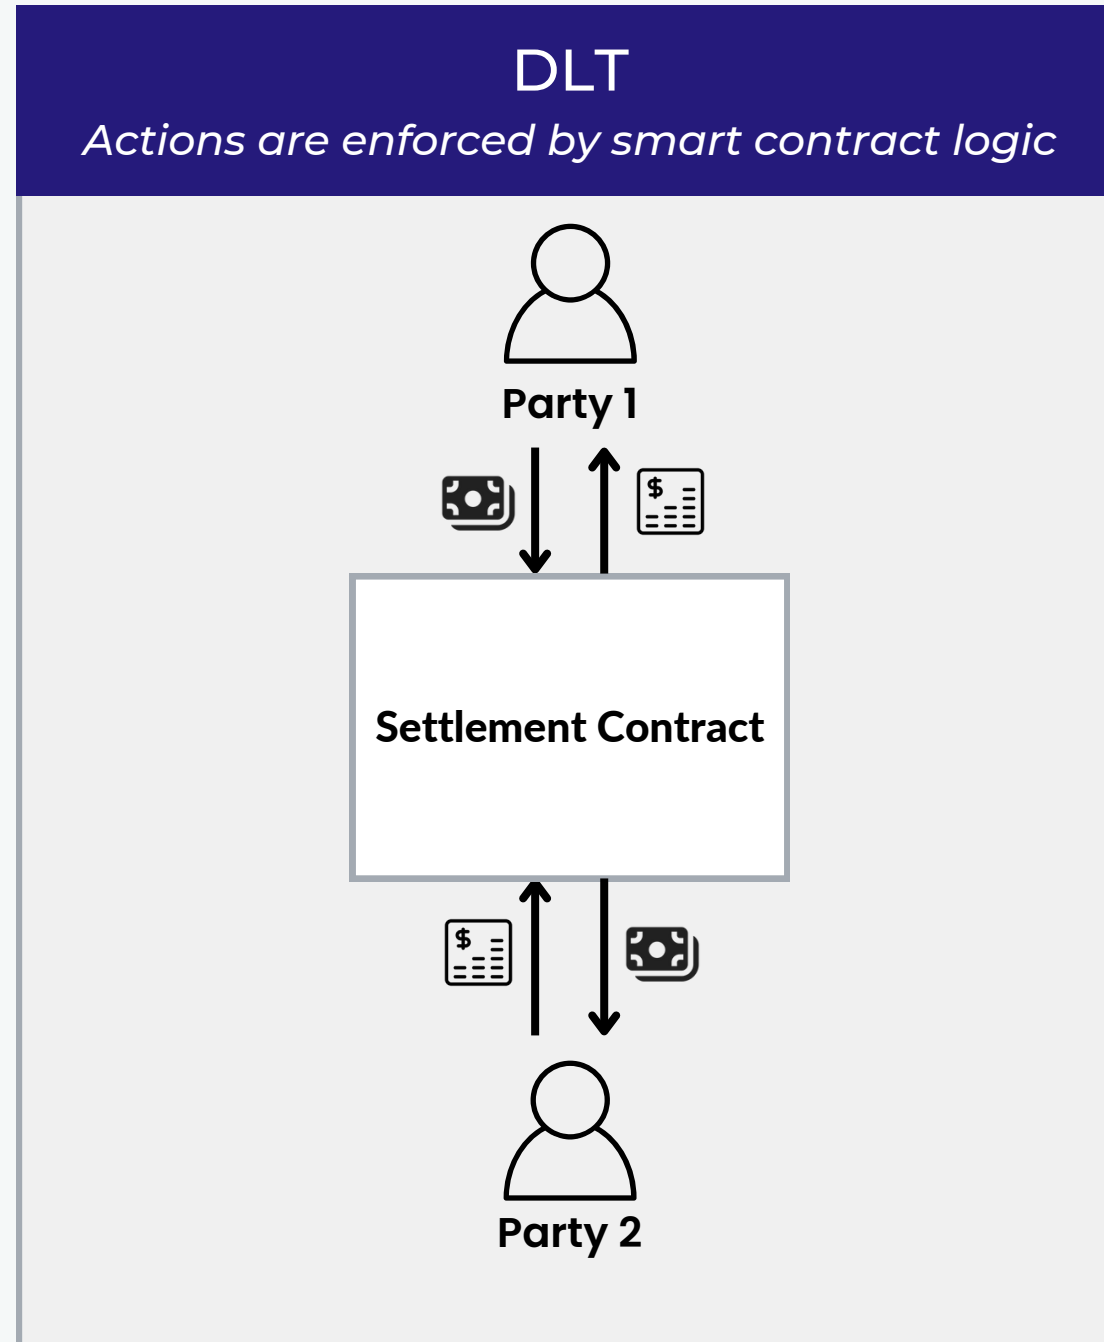 DLT
Actions are enforced by smart contract logic
Party 1
$
Settlement Contract
$
Party 2